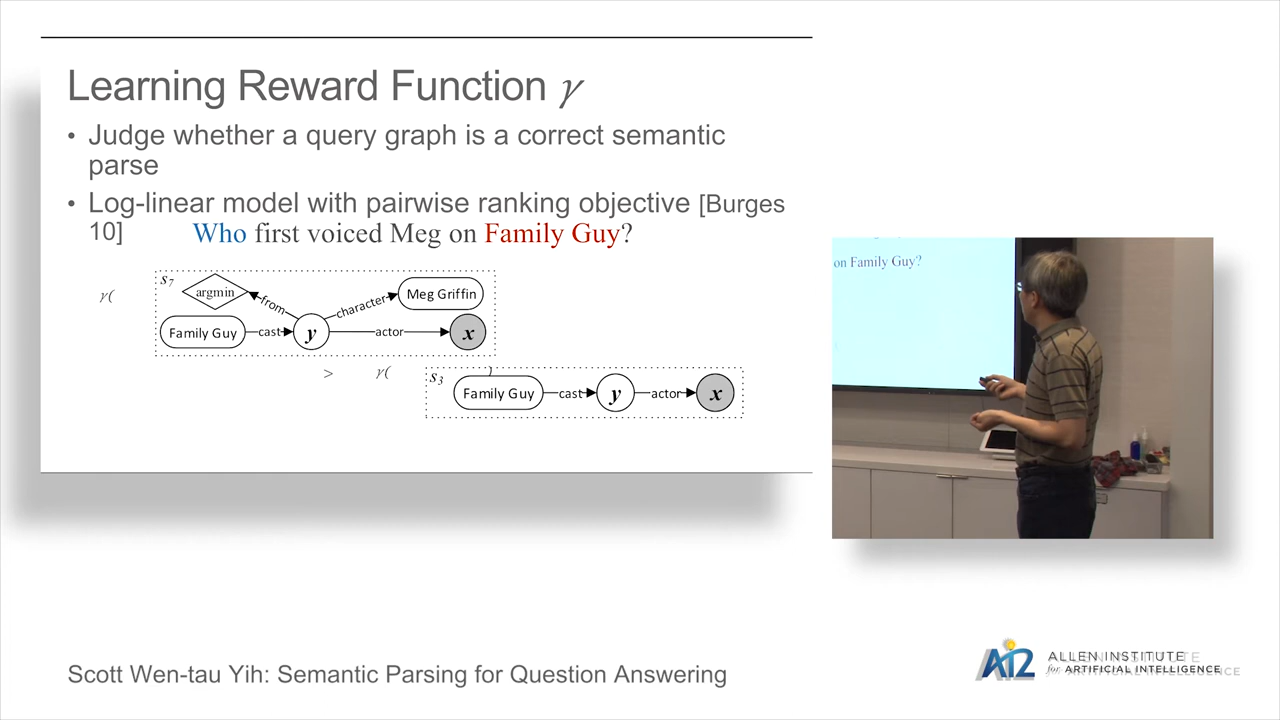 Learning Reward Function γ
• Judge whether a query graph is a correct semantic
parse
• Log-linear model with pairwise ranking objective [Burges
10]
Who first voiced Meg on Family Guy?
γ(
s7
argmin
from
character
Meg Griffin
Family Guy
cast
y
actor
x
>
γ(
)
s3
Family Guy
cast
y
actor
x
on Family Guy?
Scott Wen-tau Yih: Semantic Parsing for Question Answering
AI2
ALLEN INSTITUTE
for ARTIFICIAL INTELLIGENCE